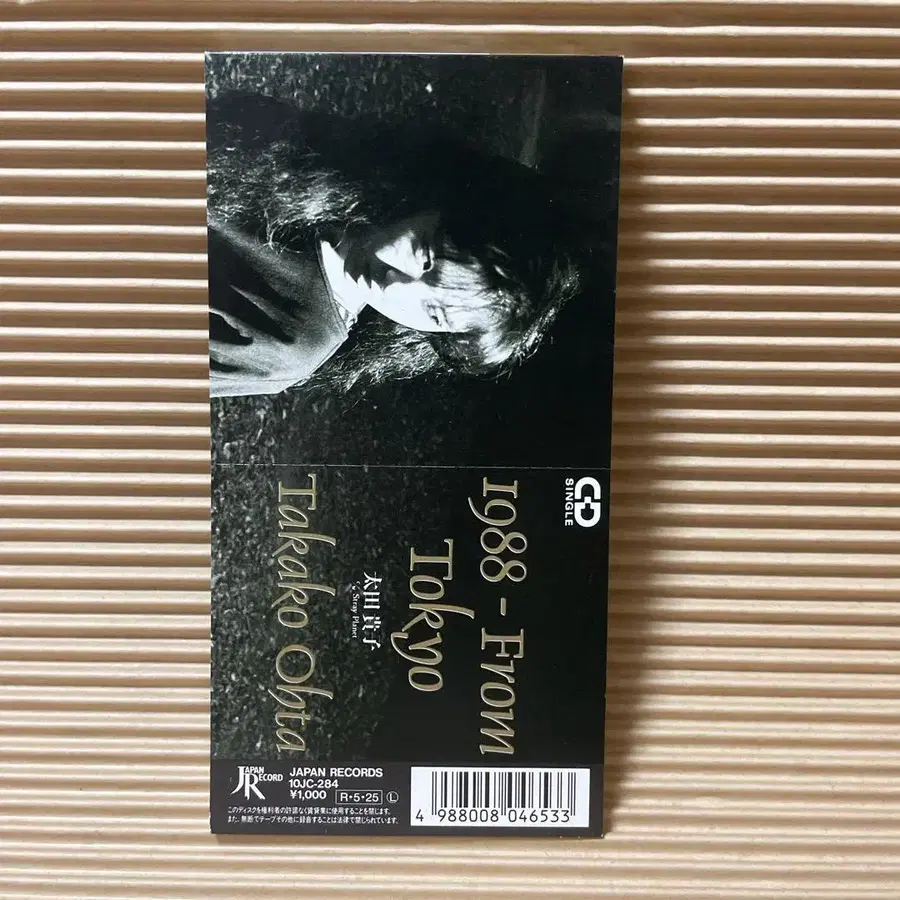 CD
SINGLE
1988 - From
Tokyo
太田貴子
& Stray Planet
Takako Ohta
JAPAN
RECORD
JAPAN RECORDS
10JC-284
¥1,000 R・5・25 Ⓛ
このディスクを権利者の許諾なく賃貸業に使用することを禁じます。
また、無断でテープその他に録音することは法律で禁じられています。
4 988008 046533